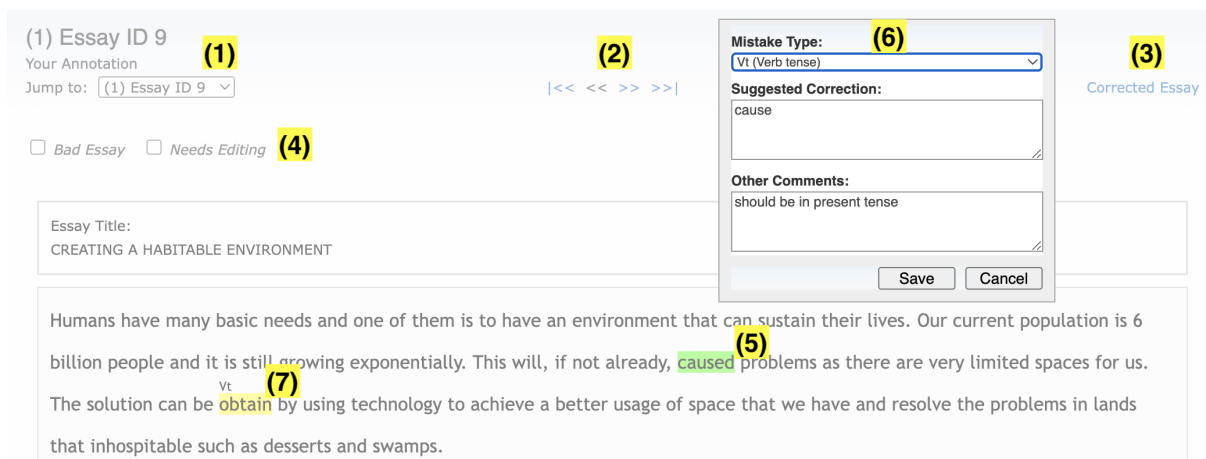 (1) Essay ID 9
(1)
Your Annotation
Jump to: (1) Essay ID 9
(2)
|<< << >> >>|
(3)
Corrected Essay
(4)
Bad Essay Needs Editing
(6)
Mistake Type:
Vt (Verb tense)
Suggested Correction:
cause
Other Comments:
should be in present tense
Save Cancel
Essay Title:
CREATING A HABITABLE ENVIRONMENT
Humans have many basic needs and one of them is to have an environment that can sustain their lives. Our current population is 6
(5)
billion people and it is still growing exponentially. This will, if not already, caused problems as there are very limited spaces for us.
Vt (7)
The solution can be obtain by using technology to achieve a better usage of space that we have and resolve the problems in lands
that inhospitable such as desserts and swamps.